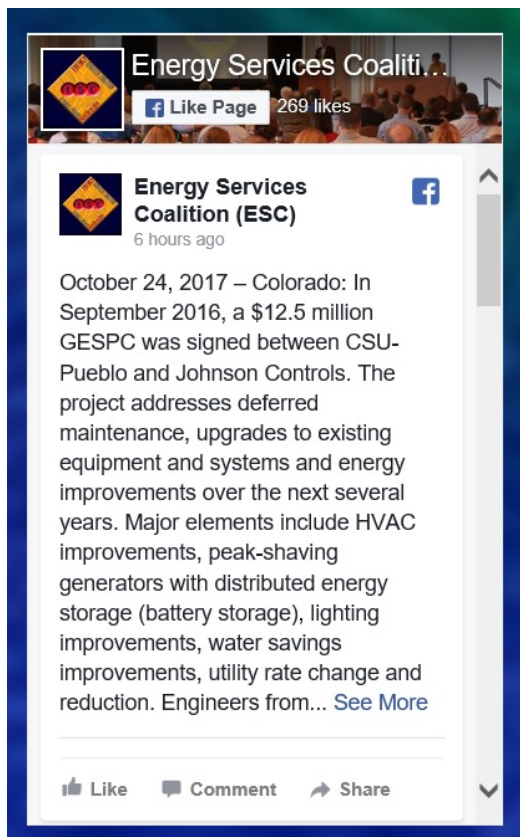 Energy Services Coaliti...
Like Page
269 likes
Energy Services
Coalition (ESC)
6 hours ago
October 24, 2017 – Colorado: In
September 2016, a $12.5 million
GESPC was signed between CSU-
Pueblo and Johnson Controls. The
project addresses deferred
maintenance, upgrades to existing
equipment and systems and energy
improvements over the next several
years. Major elements include HVAC
improvements, peak-shaving
generators with distributed energy
storage (battery storage), lighting
improvements, water savings
improvements, utility rate change and
reduction. Engineers from... See More
Like Comment Share